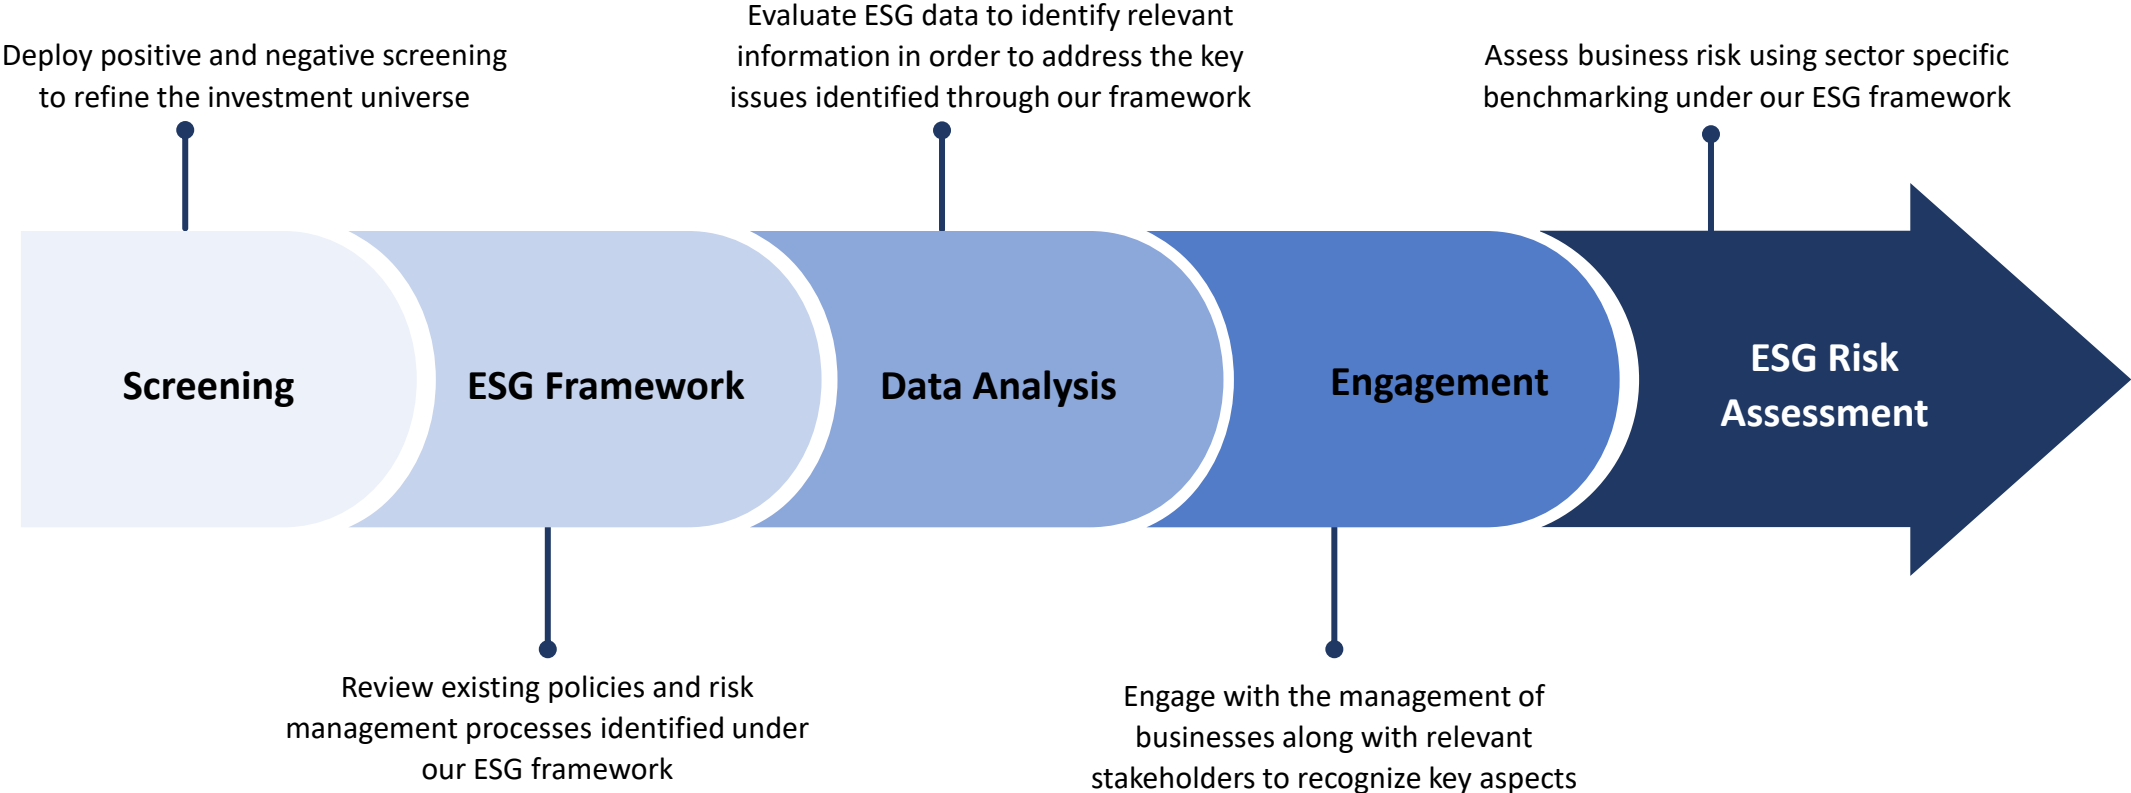 Deploy positive and negative screening
to refine the investment universe
Evaluate ESG data to identify relevant
information in order to address the key
issues identified through our framework
Assess business risk using sector specific
benchmarking under our ESG framework
Screening
ESG Framework
Data Analysis
Engagement
ESG Risk
Assessment
Review existing policies and risk
management processes identified under
our ESG framework
Engage with the management of
businesses along with relevant
stakeholders to recognize key aspects